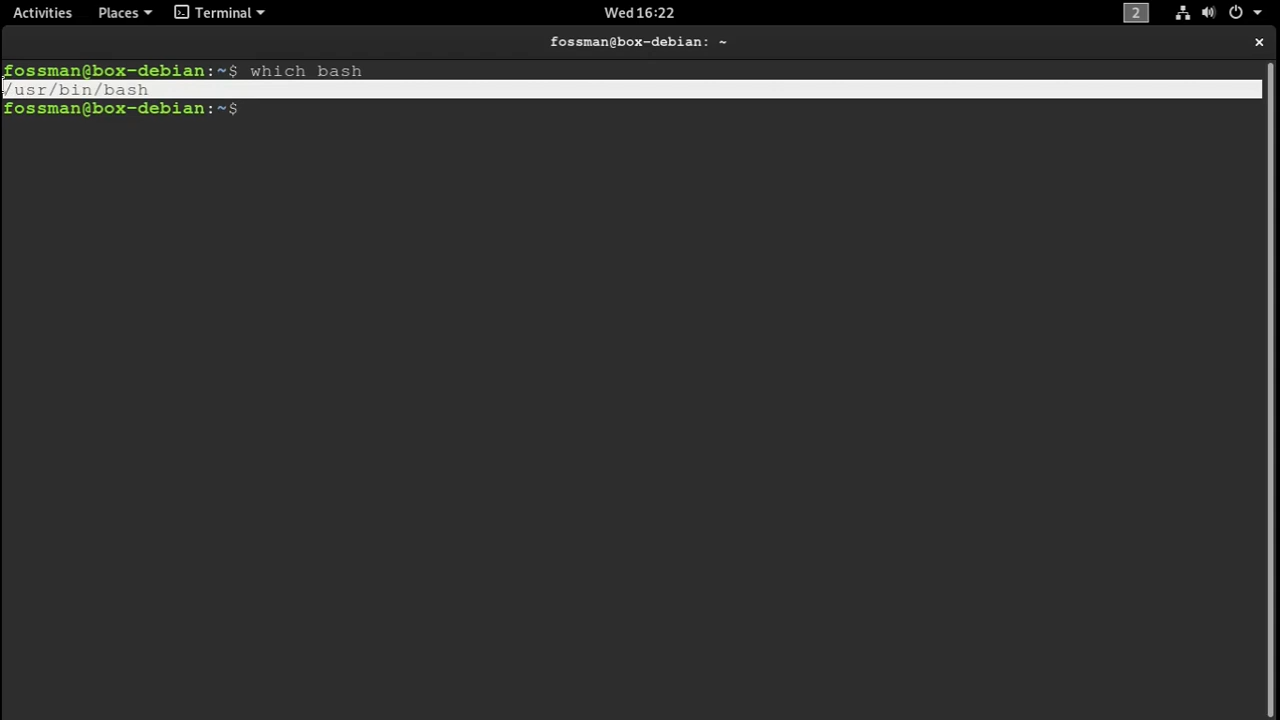 Activities Places Terminal Wed 16:22 2
fossman@box-debian: ~ ×
fossman@box-debian:~$ which bash
/usr/bin/bash
fossman@box-debian:~$